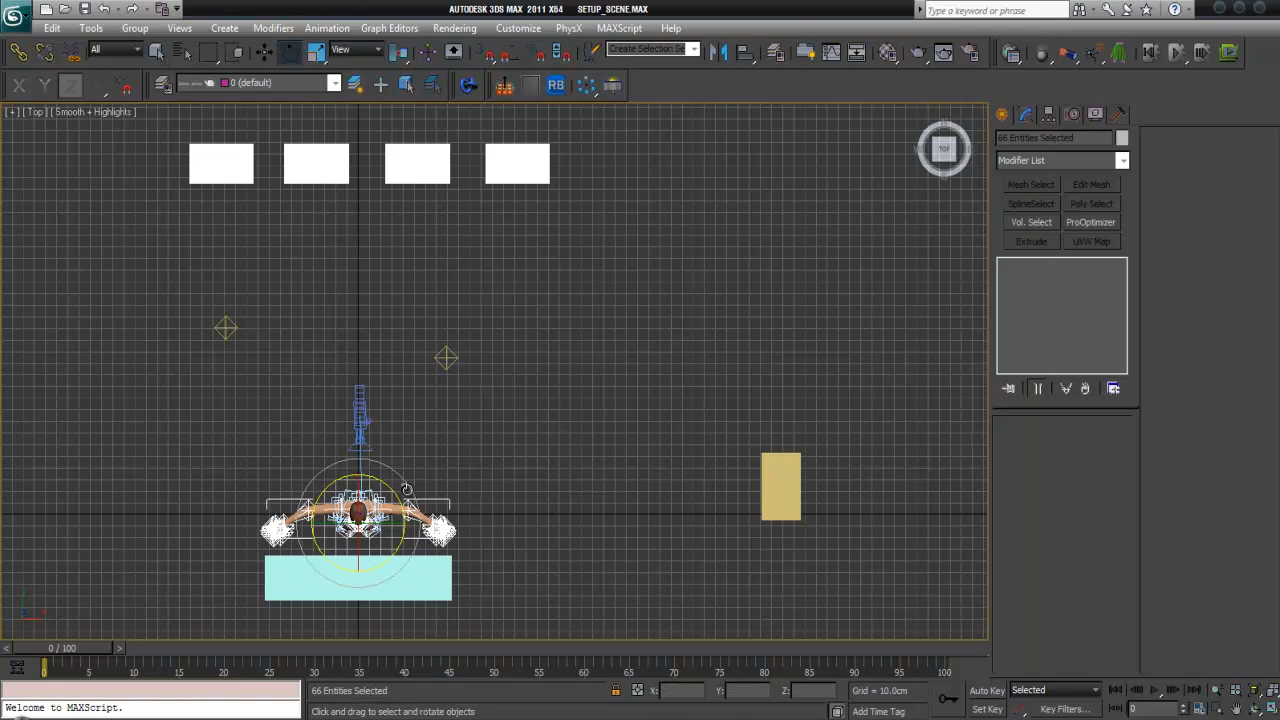 AUTODESK 3DS MAX 2011 X64 SETUP_SCENE.MAX
Type a keyword or phrase
Edit Tools Group Views Create Modifiers Animation Graph Editors Rendering Customize PhysX MAXScript Help
All View Create Selection Se
X Y Z 0 (default) RB
[ + ] [ Top ] [ Smooth + Highlights ]
TOP
66 Entities Selected
Modifier List
Mesh Select Edit Mesh
SplineSelect Poly Select
Vol. Select ProOptimizer
Extrude UVW Map
< 0 / 100 >
0 5 10 15 20 25 30 35 40 45 50 55 60 65 70 75 80 85 90 95 100
66 Entities Selected X: Y: Z: Grid = 10.0cm Auto Key Selected
Welcome to MAXScript. Click and drag to select and rotate objects Add Time Tag Set Key Key Filters... 0